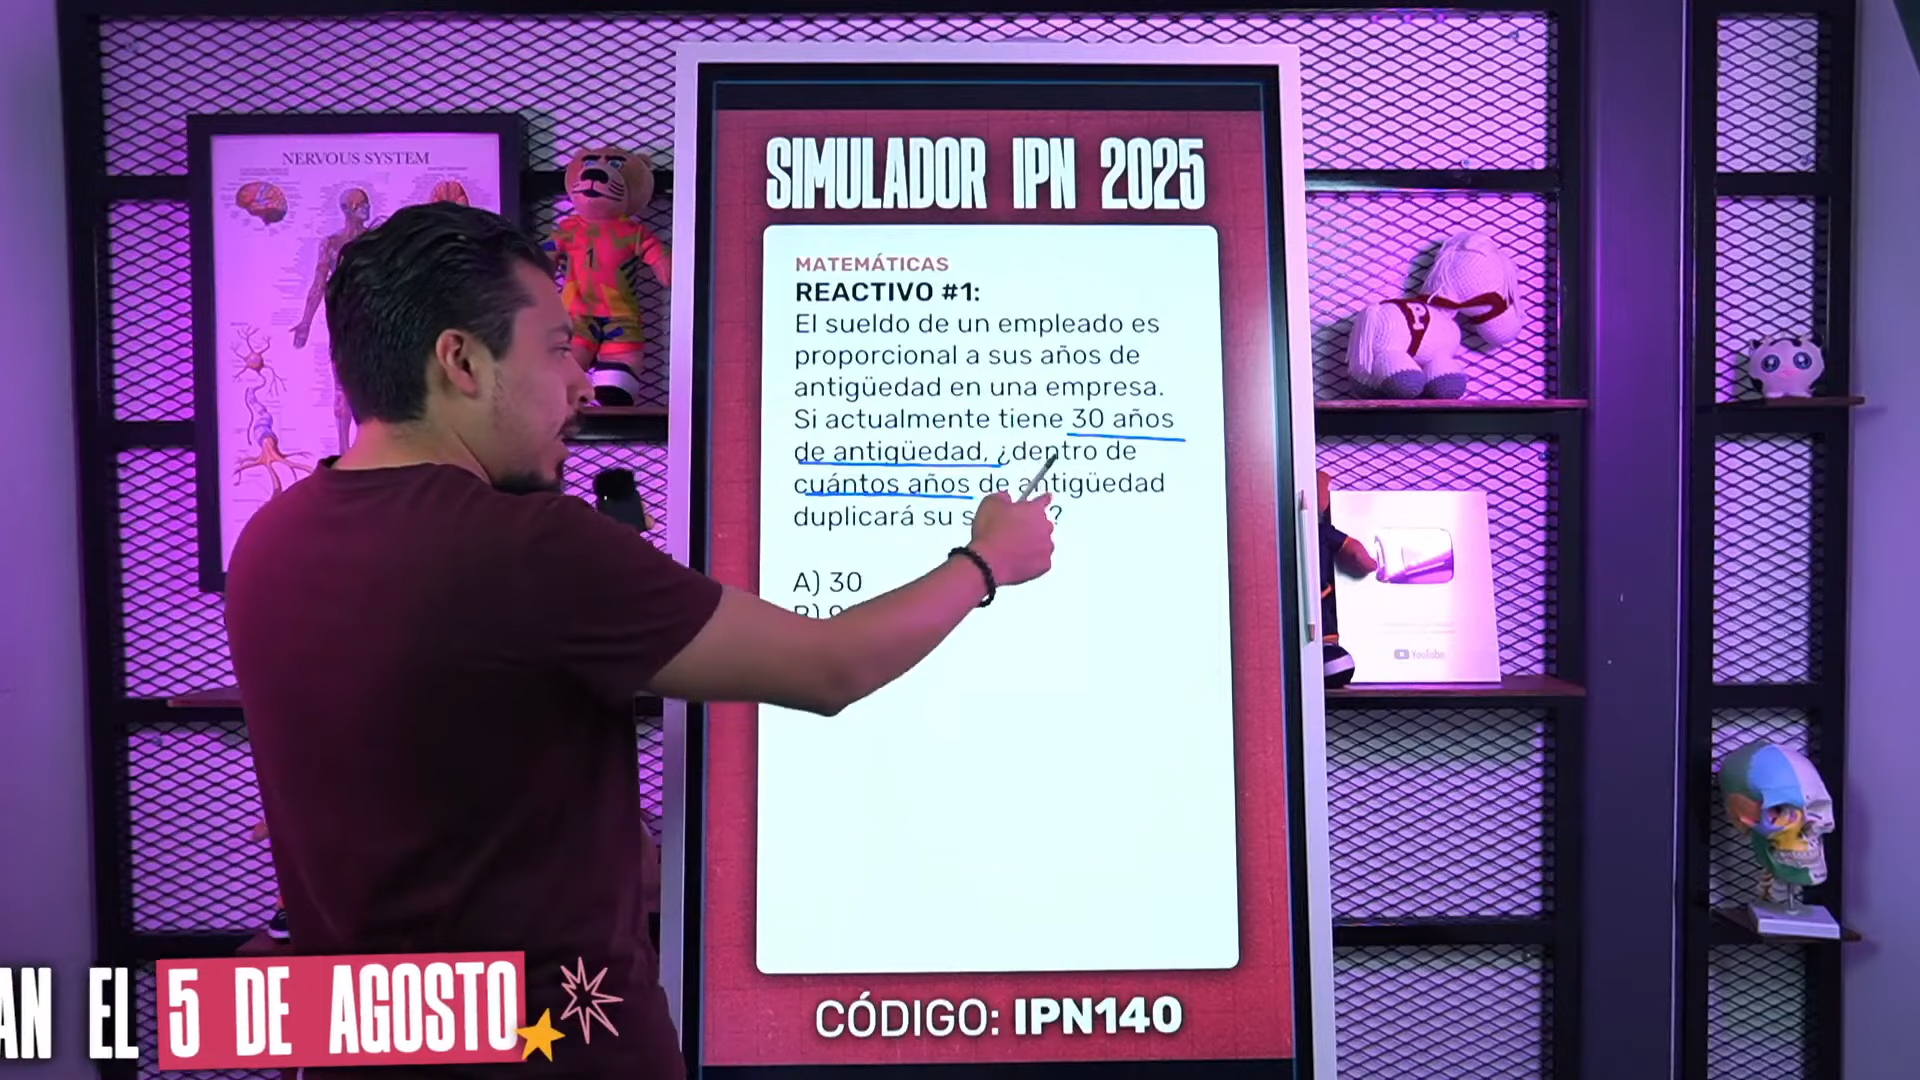 NERVOUS SYSTEM
SIMULADOR IPN 2025
MATEMÁTICAS
REACTIVO #1:
El sueldo de un empleado es
proporcional a sus años de
antigüedad en una empresa.
Si actualmente tiene 30 años
de antigüedad, ¿dentro de
cuántos años de antigüedad
duplicará su ?
A) 30
B)
YouTube
AN EL 5 DE AGOSTO
CÓDIGO: IPN140